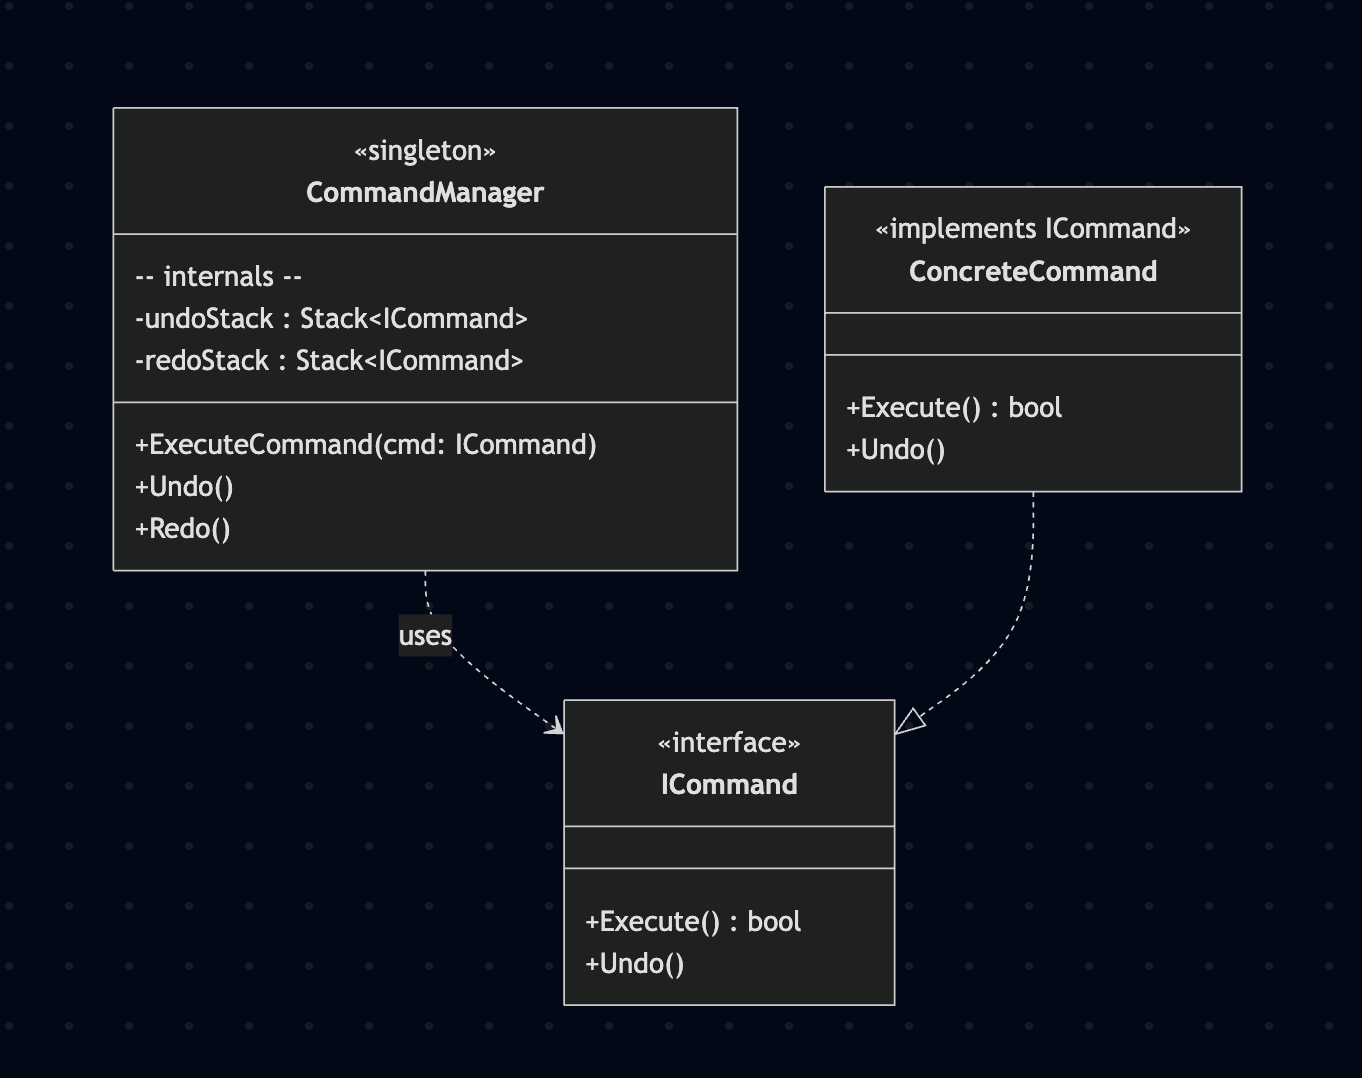 «singleton»
CommandManager
-- internals --
-undoStack : Stack<ICommand>
-redoStack : Stack<ICommand>
+ExecuteCommand(cmd: ICommand)
+Undo()
+Redo()
«implements ICommand»
ConcreteCommand
+Execute() : bool
+Undo()
uses
«interface»
ICommand
+Execute() : bool
+Undo()